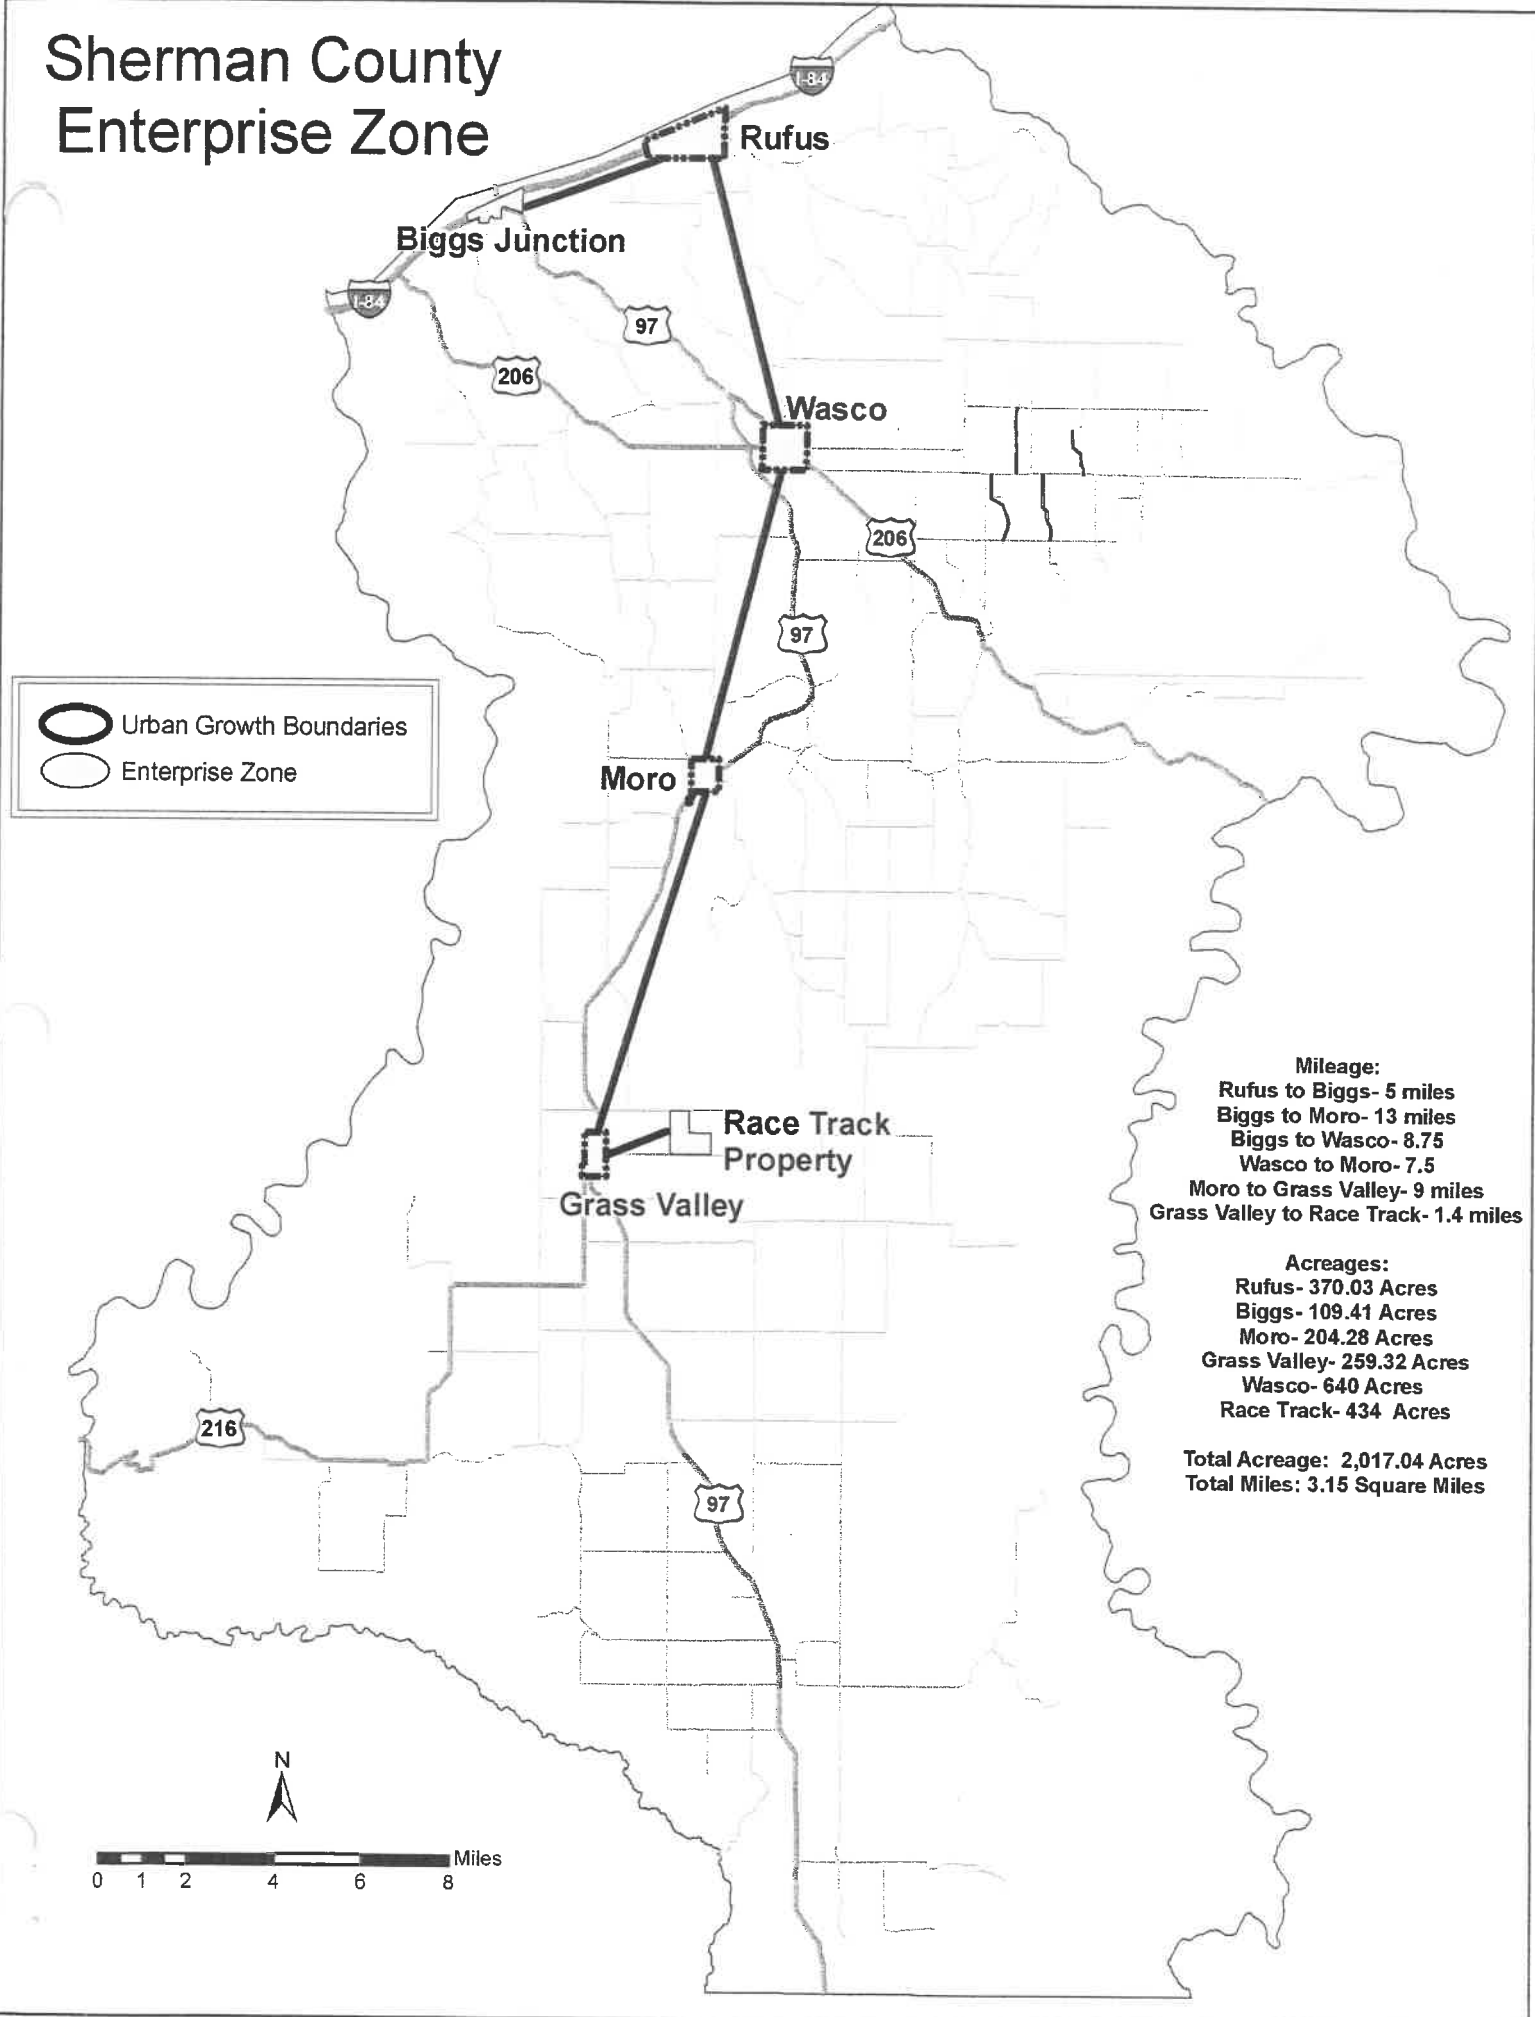 Sherman County
Enterprise Zone
I-84
Rufus
Biggs Junction
I-84
97
206
Wasco
206
97
Urban Growth Boundaries
Enterprise Zone
Moro
Race Track
Property
Grass Valley
Mileage:
Rufus to Biggs- 5 miles
Biggs to Moro- 13 miles
Biggs to Wasco- 8.75
Wasco to Moro- 7.5
Moro to Grass Valley- 9 miles
Grass Valley to Race Track- 1.4 miles
Acreages:
Rufus- 370.03 Acres
Biggs- 109.41 Acres
Moro- 204.28 Acres
Grass Valley- 259.32 Acres
Wasco- 640 Acres
Race Track- 434 Acres
Total Acreage: 2,017.04 Acres
Total Miles: 3.15 Square Miles
216
97
N
Miles
0 1 2 4 6 8